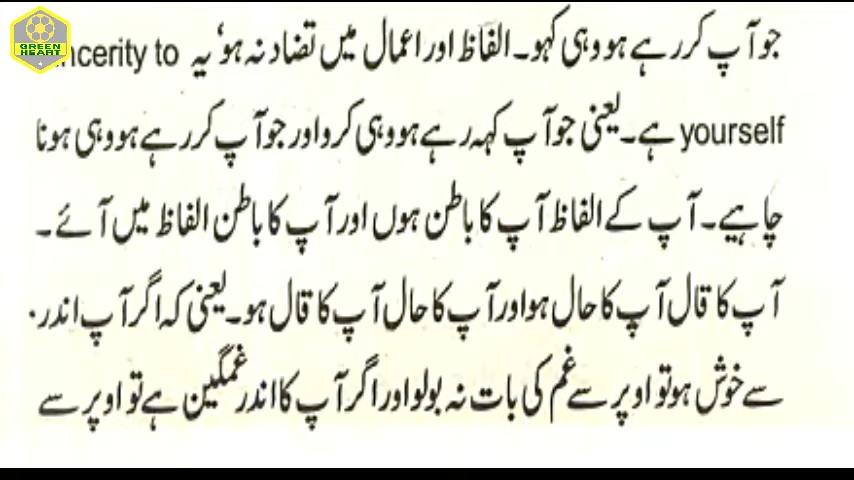 GREEN
HEART
جو آپ کر رہے ہو وہی کہو۔ الفاظ اور اعمال میں تضاد نہ ہو‘ یہ ncerity to
yourself ہے۔ یعنی جو آپ کہہ رہے ہو وہی کرو اور جو آپ کر رہے ہو وہی ہونا
چاہیے۔ آپ کے الفاظ آپ کا باطن ہوں اور آپ کا باطن الفاظ میں آئے۔
آپ کا قال آپ کا حال ہو اور آپ کا حال آپ کا قال ہو۔ یعنی کہ اگر آپ اندر
سے خوش ہو تو اوپر سے غم کی بات نہ بولو اور اگر آپ کا اندر غمگین ہے تو اوپر سے